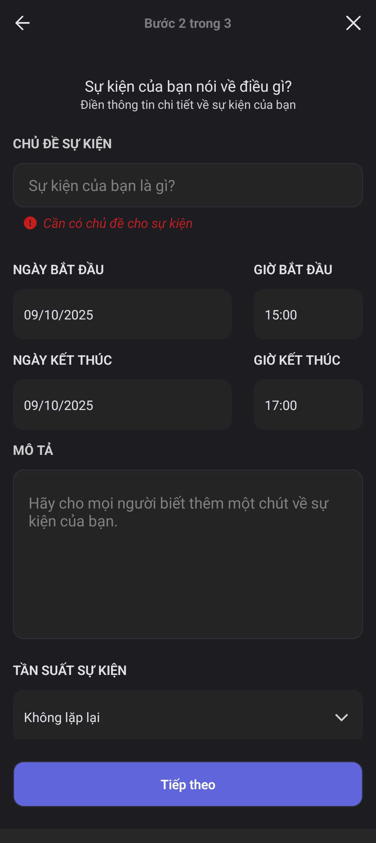 Bước 2 trong 3
Sự kiện của bạn nói về điều gì?
Điền thông tin chi tiết về sự kiện của bạn
CHỦ ĐỀ SỰ KIỆN
Sự kiện của bạn là gì?
Cần có chủ đề cho sự kiện
NGÀY BẮT ĐẦU
GIỜ BẮT ĐẦU
09/10/2025
15:00
NGÀY KẾT THÚC
GIỜ KẾT THÚC
09/10/2025
17:00
MÔ TẢ
Hãy cho mọi người biết thêm một chút về sự
kiện của bạn.
TẦN SUẤT SỰ KIỆN
Không lặp lại
Tiếp theo